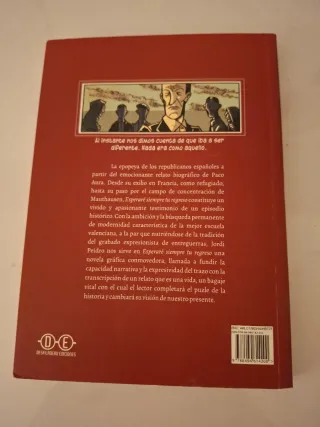 Al instante nos dimos cuenta de que iba a ser
diferente. Nada era como aquello.
La epopeya de los republicanos españoles a
partir del emocionante relato biográfico de Paco
Aura. Desde su exilio en Francia, como refugiado,
hasta su paso por el campo de concentración de
Mauthausen, Esperaré siempre tu regreso constituye un
vívido y apasionante testimonio de un episodio
histórico. Con la ambición y la búsqueda permanente
de modernidad característica de la mejor escuela
valenciana, a la par que nutriéndose de la tradición
del grabado expresionista de entreguerras, Jordi
Peidro nos sirve en Esperaré siempre tu regreso una
novela gráfica conmovedora, llamada a fundir la
capacidad narrativa y la expresividad del trazo con la
transcripción de un relato que es una vida, un bagaje
vital con el cual el lector completará el puzle de la
historia y cambiará su visión de nuestro presente.
D E
DESFILADERO EDICIONES